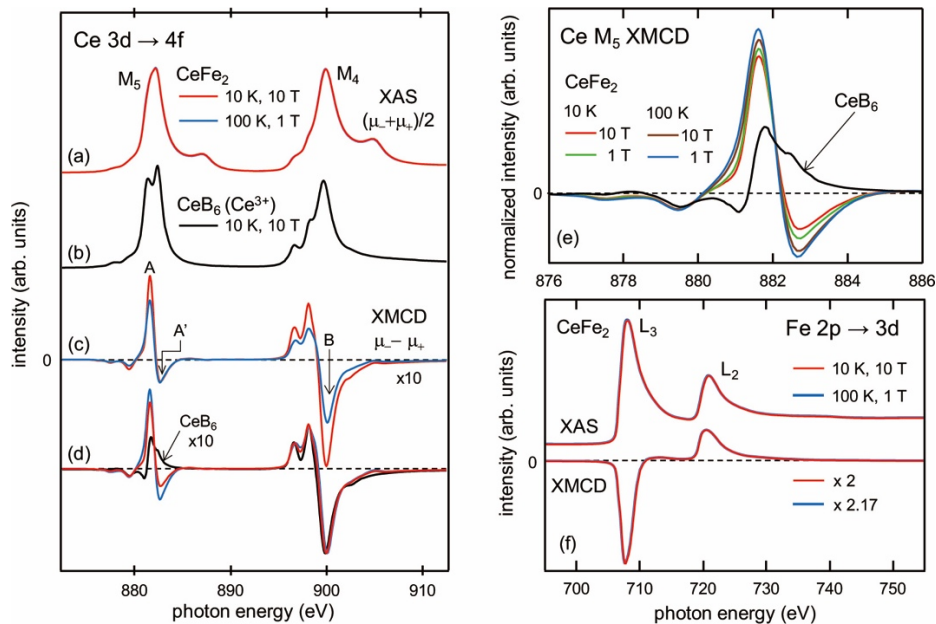 Ce 3d → 4f
M₅
CeFe₂
10 K, 10 T
100 K, 1 T
M₄
XAS
(μ₋+μ₊)/2
(a)
CeB₆ (Ce³⁺)
10 K, 10 T
(b)
A
A'
XMCD
μ₋ − μ₊
B
0
(c)
x10
CeB₆
x10
(d)
intensity (arb. units)
880
890
900
910
photon energy (eV)
Ce M₅ XMCD
CeFe₂
10 K
100 K
10 T
10 T
1 T
1 T
CeB₆
0
(e)
normalized intensity (arb. units)
876
878
880
882
884
886
CeFe₂
L₃
Fe 2p → 3d
10 K, 10 T
100 K, 1 T
L₂
XAS
0
XMCD
x 2
x 2.17
(f)
intensity (arb. units)
700
710
720
730
740
750
photon energy (eV)